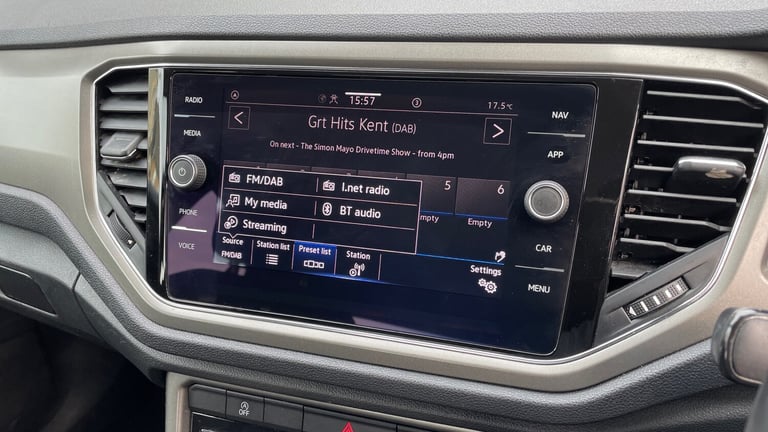 RADIO
MEDIA
PHONE
VOICE
15:57
3
17.5°C
Grt Hits Kent (DAB)
On next - The Simon Mayo Drivetime Show - from 4pm
FM/DAB
I.net radio
My media
BT audio
Streaming
5
6
mpty
Empty
Source
FM/DAB
Station list
Preset list
Station
Settings
NAV
APP
CAR
MENU
A
OFF